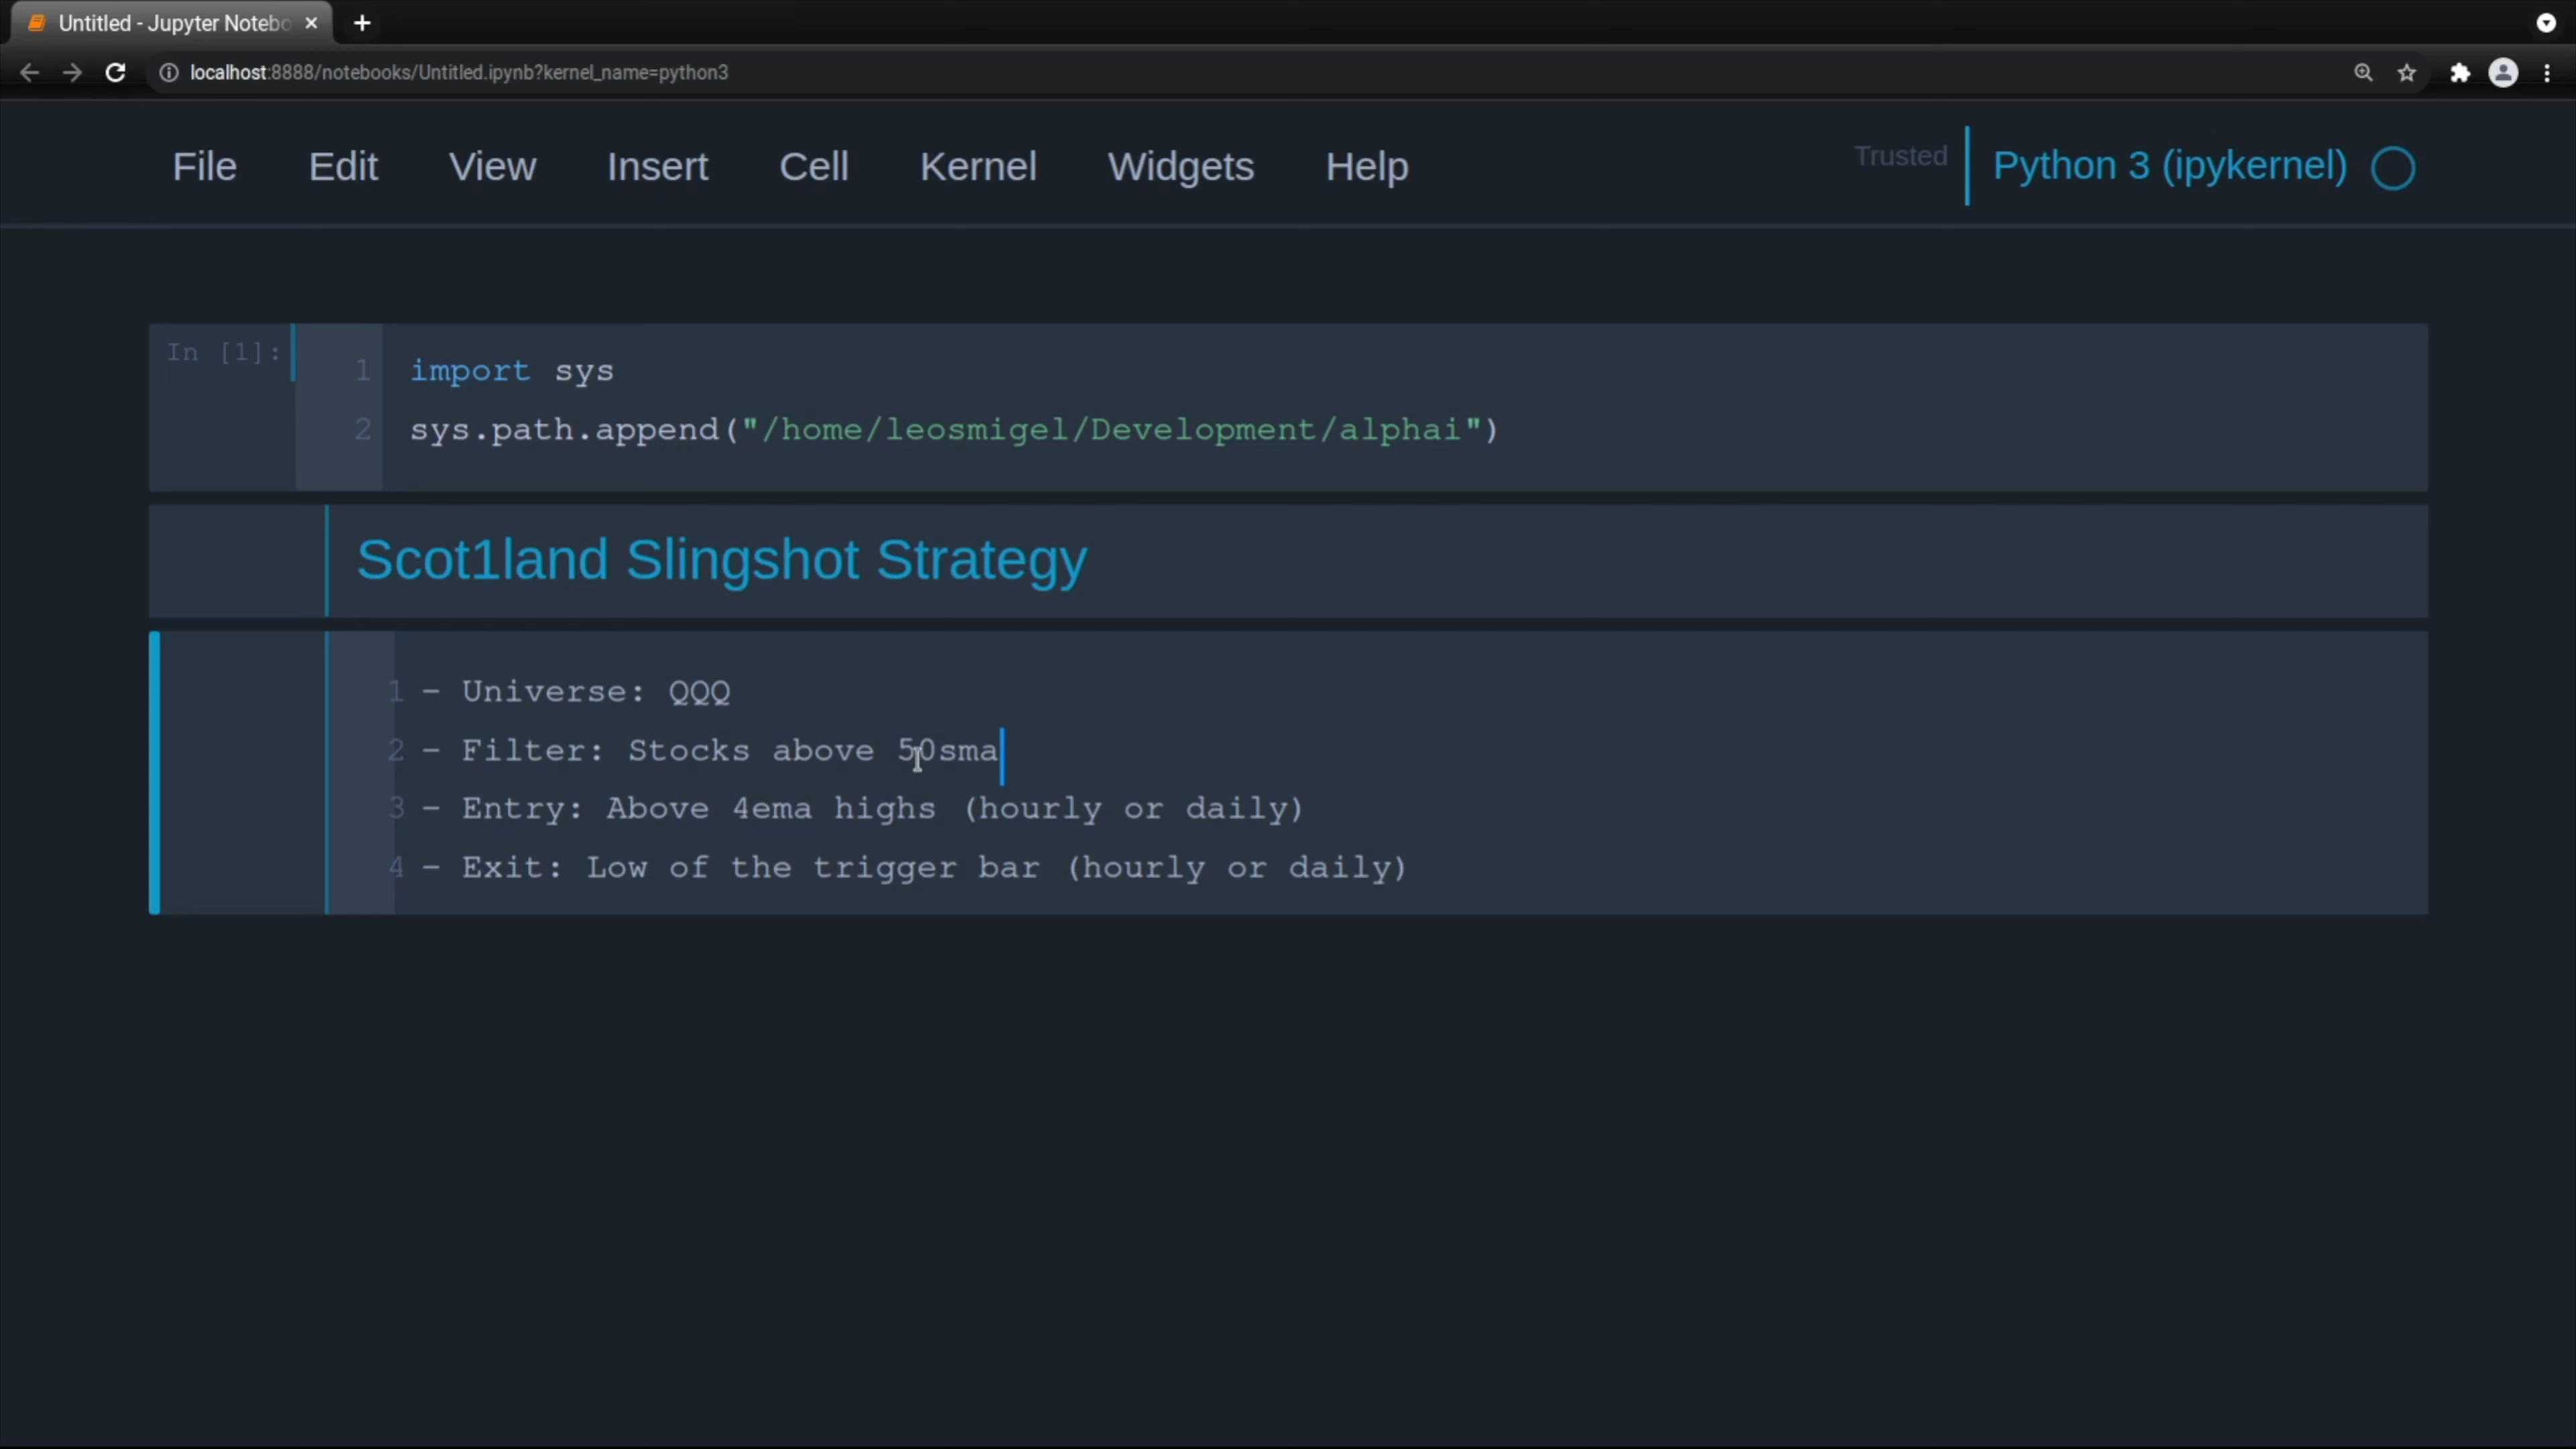 Untitled - Jupyter Notebo
localhost:8888/notebooks/Untitled.ipynb?kernel_name=python3
File Edit View Insert Cell Kernel Widgets Help Trusted Python 3 (ipykernel)
In [1]: 1 import sys
2 sys.path.append("/home/leosmigel/Development/alphai")
Scot1land Slingshot Strategy
1 - Universe: QQQ
2 - Filter: Stocks above 50sma
3 - Entry: Above 4ema highs (hourly or daily)
4 - Exit: Low of the trigger bar (hourly or daily)